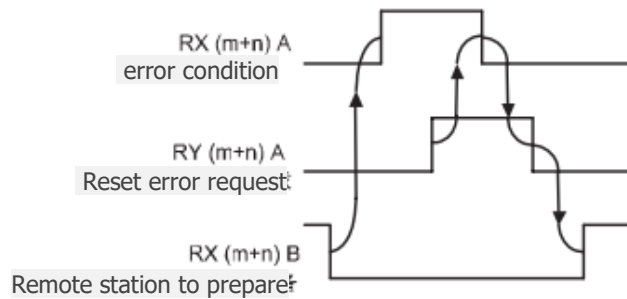 RX (m+n) A
error condition
RY (m+n) A
Reset error request
RX (m+n) B
Remote station to prepare